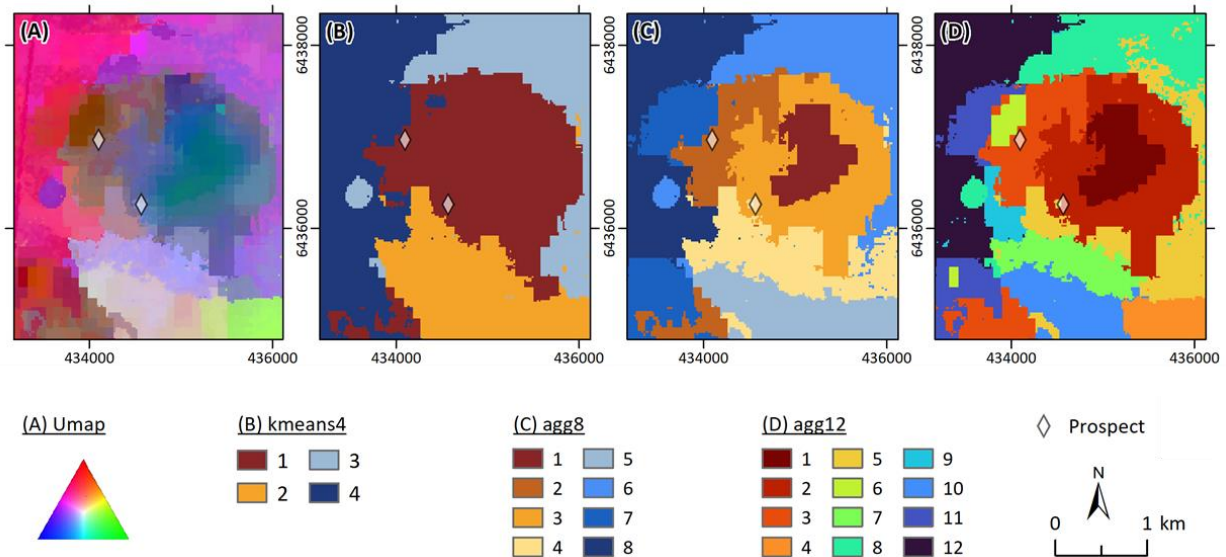 (A) (B) (C) (D)
6438000 6438000 6438000
6436000 6436000 6436000
434000 436000 434000 436000 434000 436000 434000 436000
(A) Umap (B) kmeans4 (C) agg8 (D) agg12 Prospect
1 3 1 5 1 5 9
2 4 2 6 2 6 10 N
3 7 3 7 11
4 8 4 8 12 0 1 km